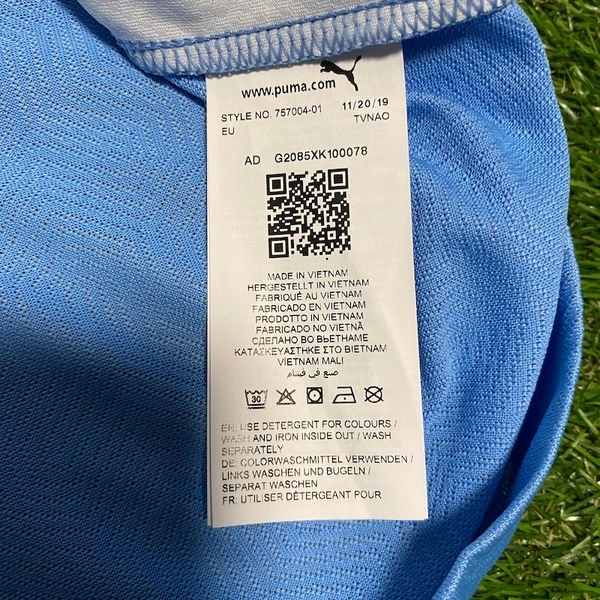 www.puma.com
STYLE NO. 757004-01 11/20/19
EU TVNAO
AD G2085XK100078
MADE IN VIETNAM
HERGESTELLT IN VIETNAM
FABRIQUÉ AU VIETNAM
FABRICADO EN VIETNAM
PRODOTTO IN VIETNAM
FABRICADO NO VIETNÃ
СДЕЛАНО ВО ВЬЕТНАМЕ
ΚΑΤΑΣΚΕΥΑΣΤΗΚΕ ΣΤΟ ΒΙΕΤΝΑΜ
VİETNAM MALI
صنع في فيتنام
30
EN: USE DETERGENT FOR COLOURS /
WASH AND IRON INSIDE OUT / WASH
SEPARATELY
DE: COLORWASCHMITTEL VERWENDEN /
LINKS WASCHEN UND BUGELN /
SEPARAT WASCHEN
FR: UTILISER DÉTERGEANT POUR